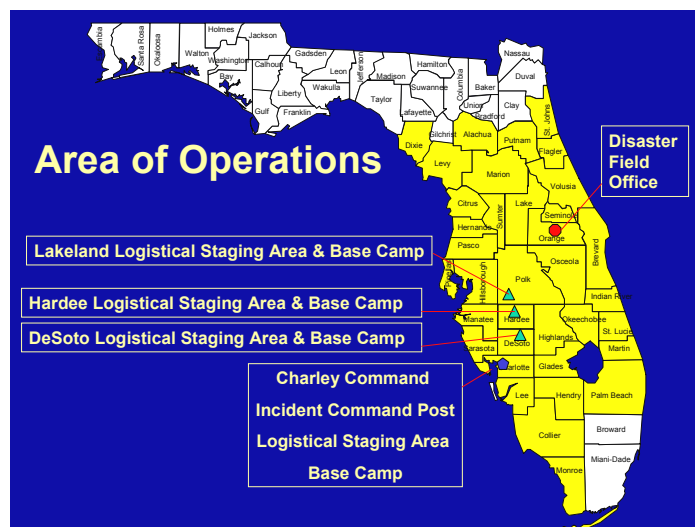 Area of Operations
Disaster
Field
Office
Lakeland Logistical Staging Area & Base Camp
Hardee Logistical Staging Area & Base Camp
DeSoto Logistical Staging Area & Base Camp
Charley Command
Incident Command Post
Logistical Staging Area
Base Camp
Santa Rosa
Okaloosa
Walton
Holmes
Washington
Jackson
Bay
Calhoun
Gulf
Liberty
Gadsden
Franklin
Wakulla
Leon
Jefferson
Madison
Taylor
Hamilton
Suwannee
Lafayette
Columbia
Baker
Union
Bradford
Nassau
Duval
Clay
St. Johns
Dixie
Gilchrist
Alachua
Putnam
Flagler
Levy
Marion
Volusia
Citrus
Sumter
Lake
Seminole
Hernando
Orange
Pasco
Brevard
Osceola
Hillsborough
Polk
Indian River
Manatee
Hardee
Okeechobee
St. Lucie
Highlands
DeSoto
Sarasota
Martin
Charlotte
Glades
Lee
Hendry
Palm Beach
Collier
Broward
Monroe
Miani-Dade